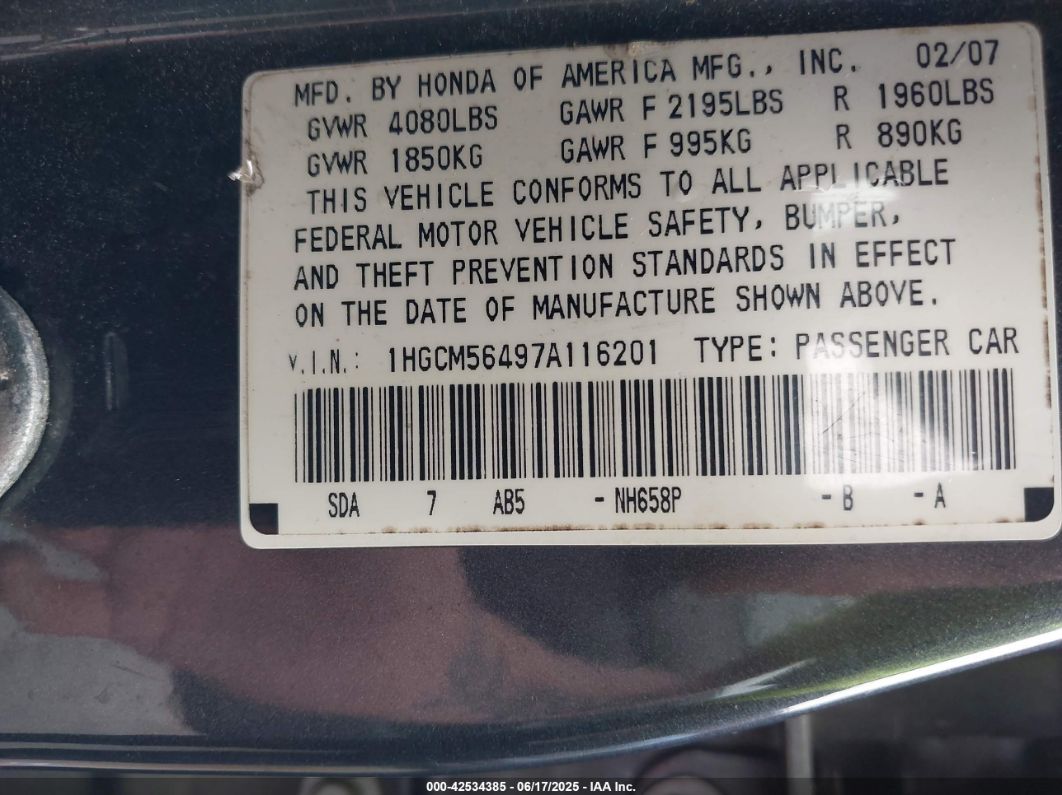 MFD. BY HONDA OF AMERICA MFG., INC. 02/07
GVWR 4080LBS GAWR F 2195LBS R 1960LBS
GVWR 1850KG GAWR F 995KG R 890KG
THIS VEHICLE CONFORMS TO ALL APPLICABLE
FEDERAL MOTOR VEHICLE SAFETY, BUMPER,
AND THEFT PREVENTION STANDARDS IN EFFECT
ON THE DATE OF MANUFACTURE SHOWN ABOVE.
V.I.N.: 1HGCM56497A116201 TYPE: PASSENGER CAR
SDA 7 AB5 -NH658P -B -A
000-42534385 - 06/17/2025 - IAA Inc.